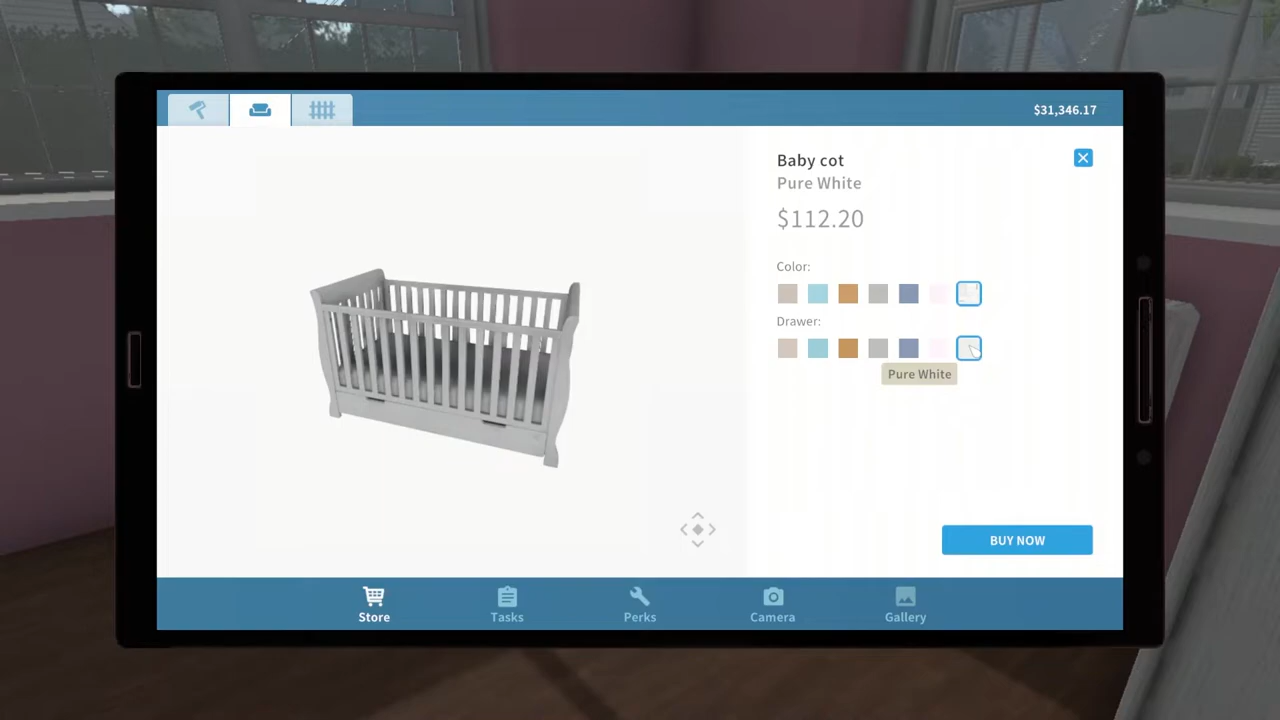 $31,346.17
Baby cot
Pure White
$112.20
Color:
Drawer:
Pure White
BUY NOW
Store
Tasks
Perks
Camera
Gallery